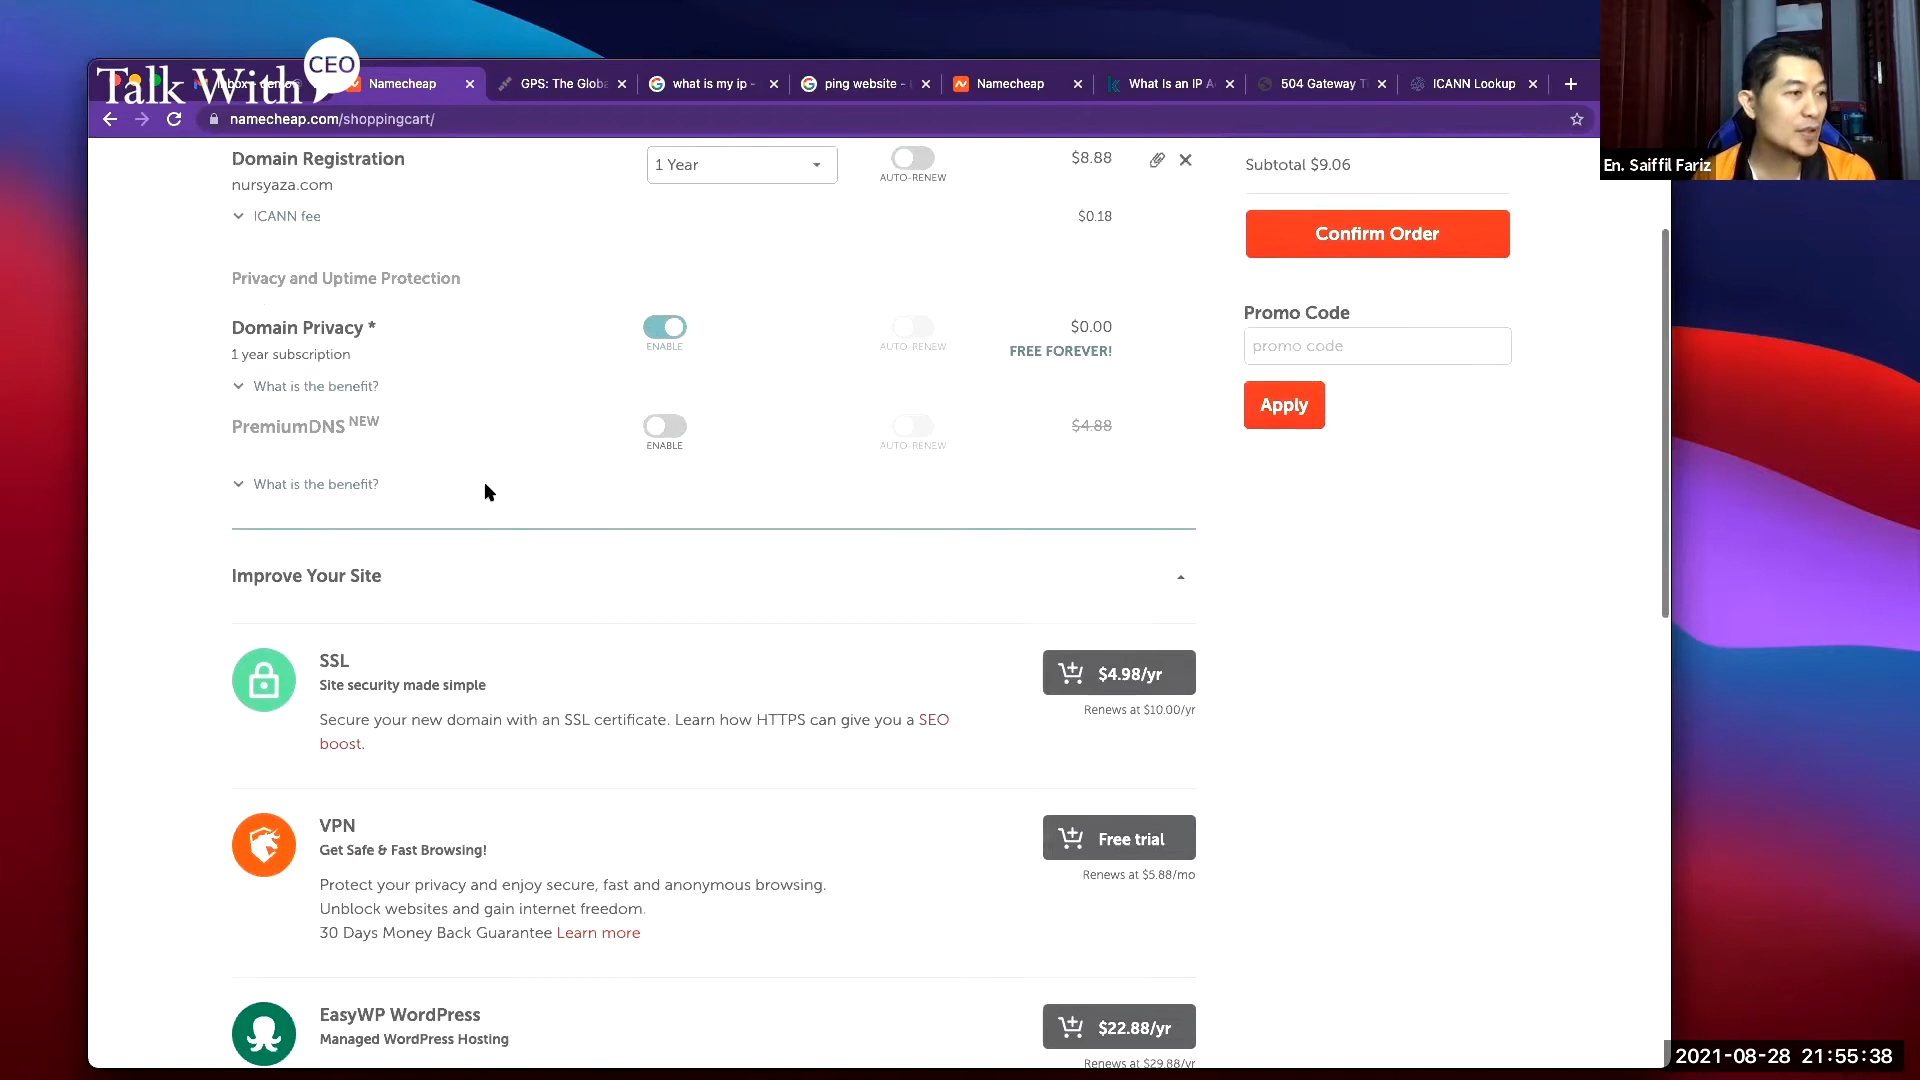 Talk With CEO
Namecheap
GPS: The Globa
what is my ip -
ping website -
Namecheap
What Is an IP A
504 Gateway T
ICANN Lookup
namecheap.com/shoppingcart/
En. Saiffil Fariz
Domain Registration
1 Year
AUTO-RENEW
$8.88
Subtotal $9.06
nursyaza.com
ICANN fee
$0.18
Confirm Order
Privacy and Uptime Protection
Domain Privacy *
ENABLE
AUTO-RENEW
$0.00
1 year subscription
FREE FOREVER!
What is the benefit?
Promo Code
promo code
Apply
PremiumDNS NEW
ENABLE
AUTO-RENEW
$4.88
What is the benefit?
Improve Your Site
SSL
Site security made simple
$4.98/yr
Renews at $10.00/yr
Secure your new domain with an SSL certificate. Learn how HTTPS can give you a SEO
boost.
VPN
Get Safe & Fast Browsing!
Free trial
Renews at $5.88/mo
Protect your privacy and enjoy secure, fast and anonymous browsing.
Unblock websites and gain internet freedom.
30 Days Money Back Guarantee Learn more
EasyWP WordPress
Managed WordPress Hosting
$22.88/yr
Renews at $29.88/yr
2021-08-28 21:55:38